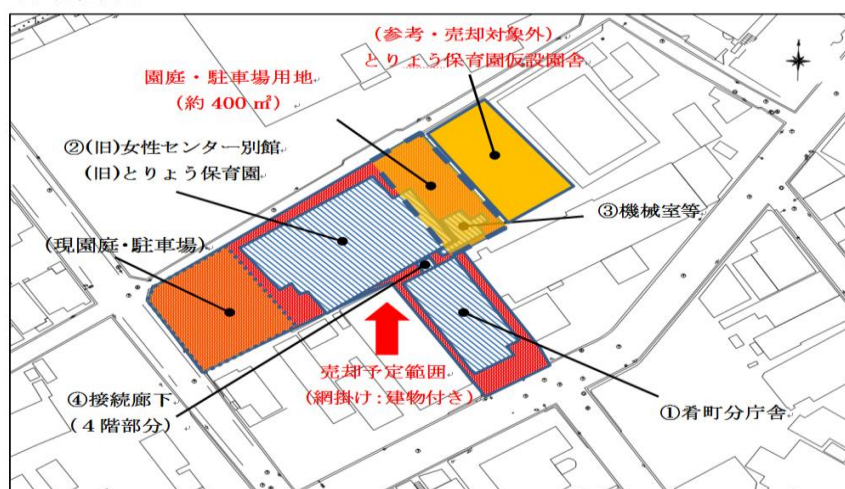 (参考・売却対象外)
とりょう保育園仮設園舎
園庭・駐車場用地
(約 400 ㎡)
②(旧)女性センター別館
(旧)とりょう保育園
③機械室等
(現園庭・駐車場)
売却予定範囲
(網掛け:建物付き)
④接続廊下
(4階部分)
①肴町分庁舎